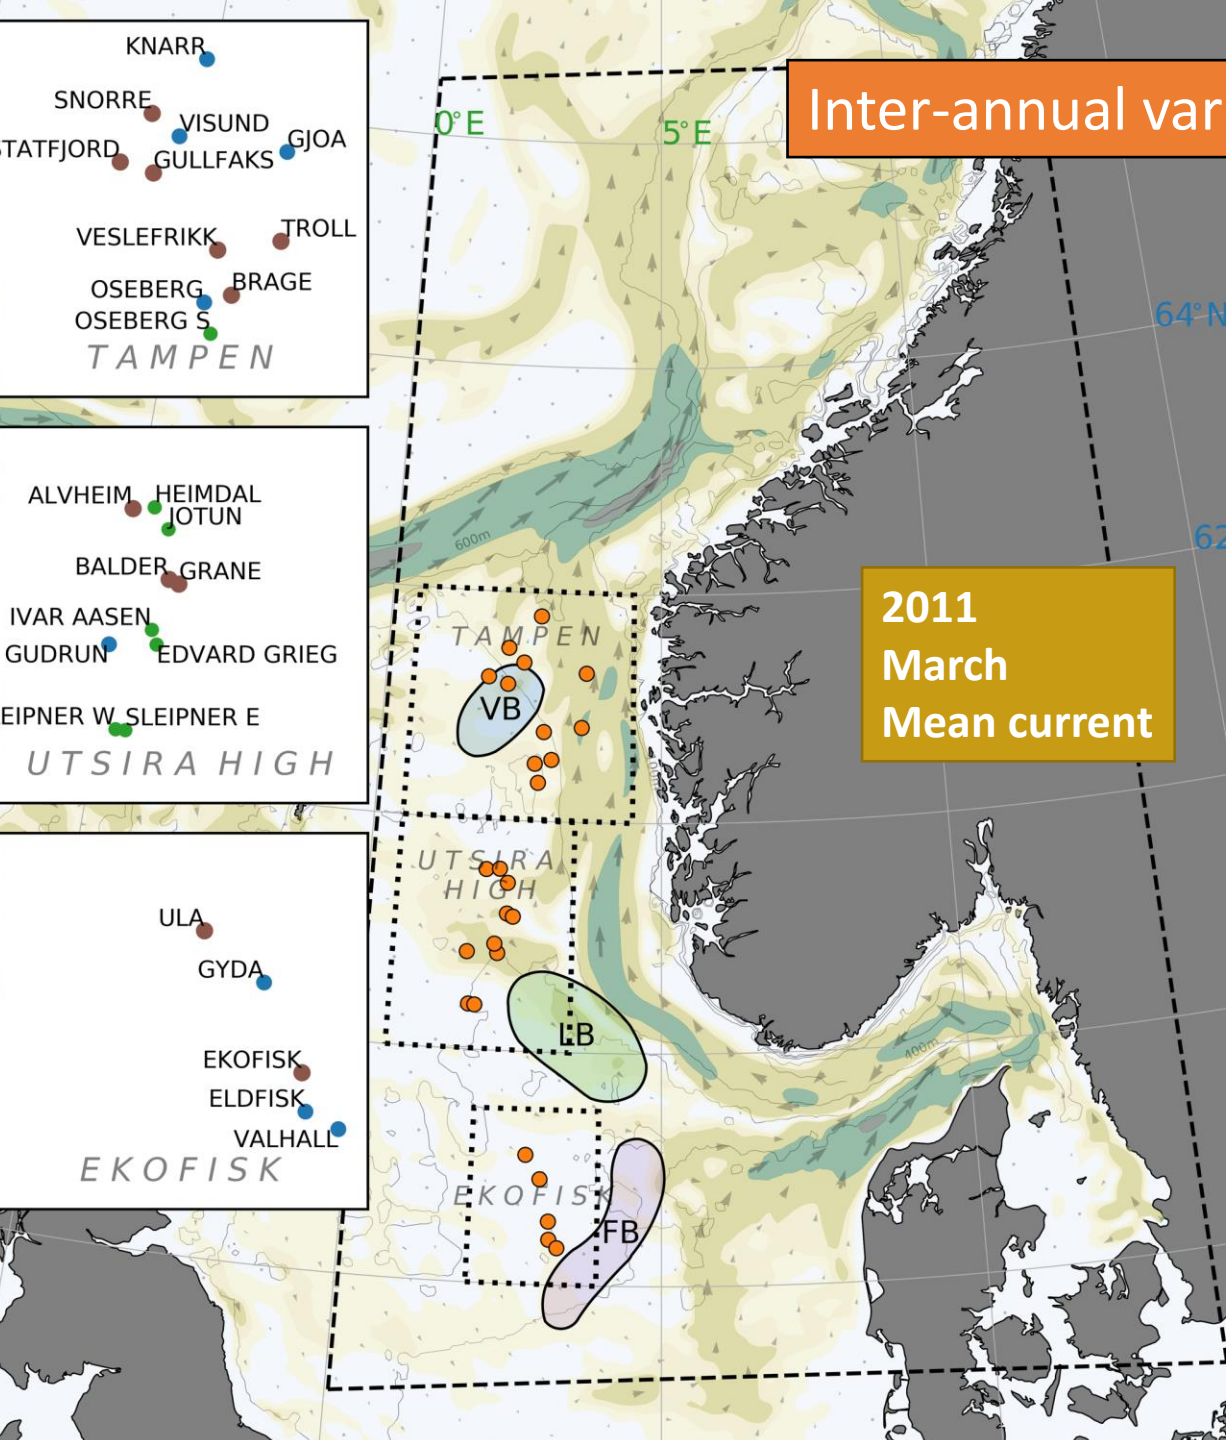 KNARR
SNORRE
VISUND
GJOA
TATFJORD
GULLFAKS
VESLEFRIKK
TROLL
OSEBERG
BRAGE
OSEBERG S
TAMPEN
ALVHEIM
HEIMDAL
JOTUN
BALDER
GRANE
IVAR AASEN
GUDRUN
EDVARD GRIEG
EIPNER W
SLEIPNER E
UTSIRA HIGH
ULA
GYDA
EKOFISK
ELDFISK
VALHALL
EKOFISK
0°E
5°E
Inter-annual var
64°N
62
600m
TAMPEN
VB
2011
March
Mean current
UTSIRA
HIGH
LB
400m
EKOFISK
FB